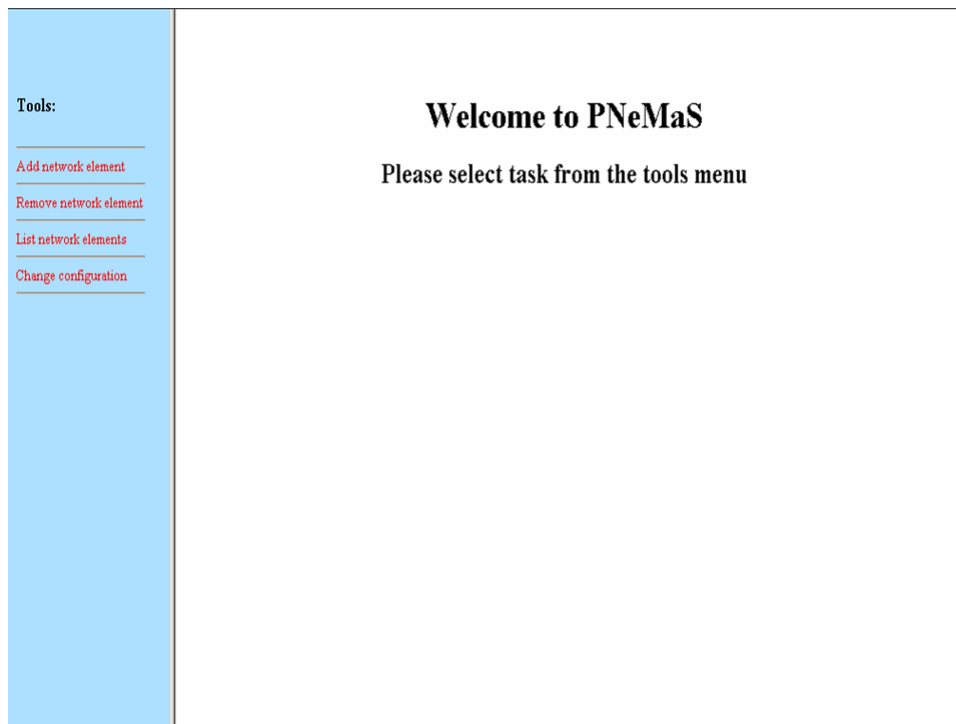 Tools:
Add network element
Remove network element
List network elements
Change configuration
Welcome to PNeMaS
Please select task from the tools menu